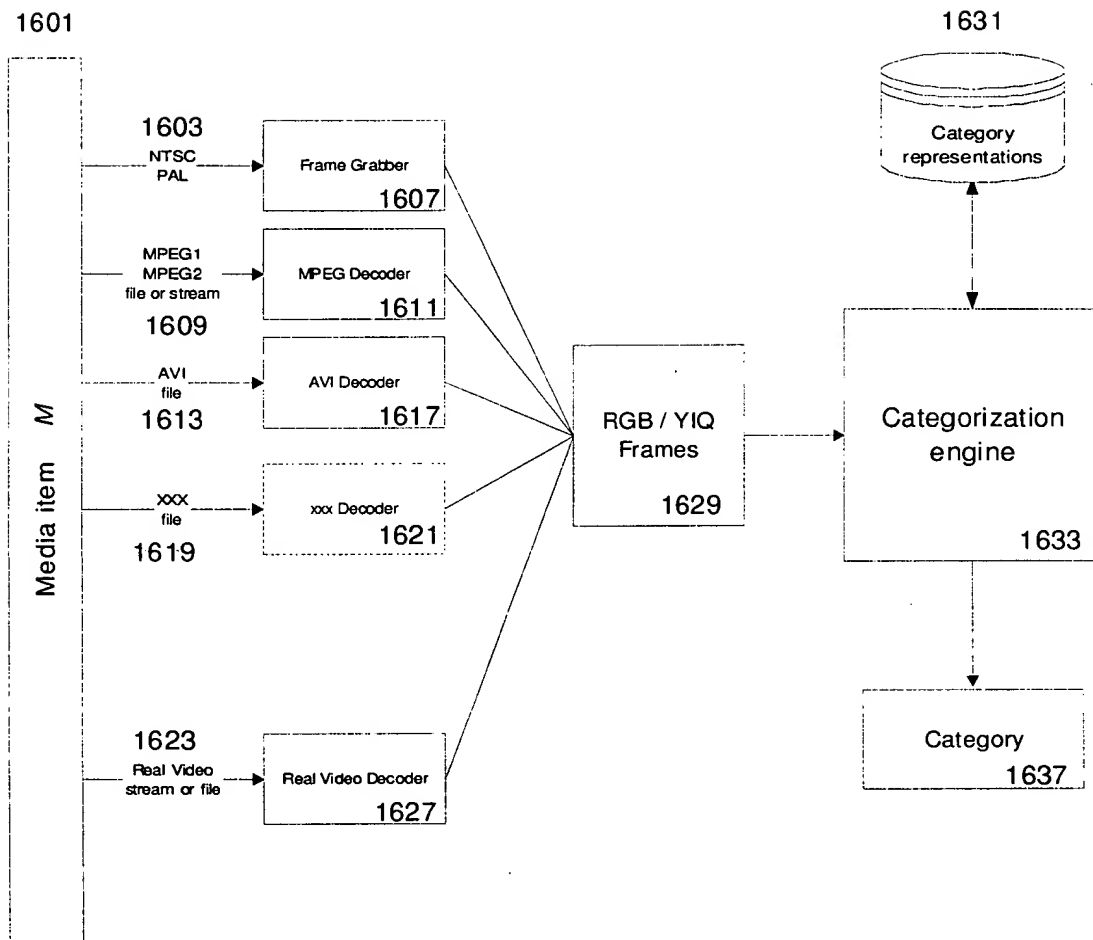 1601
1631
1603
NTSC
PAL
Frame Grabber
1607
Category
representations
MPEG1
MPEG2
file or stream
1609
MPEG Decoder
1611
AVI
file
1613
AVI Decoder
1617
RGB / YIQ
Frames
1629
Categorization
engine
1633
Media item M
xxx
file
1619
xxx Decoder
1621
1623
Real Video
stream or file
Real Video Decoder
1627
Category
1637